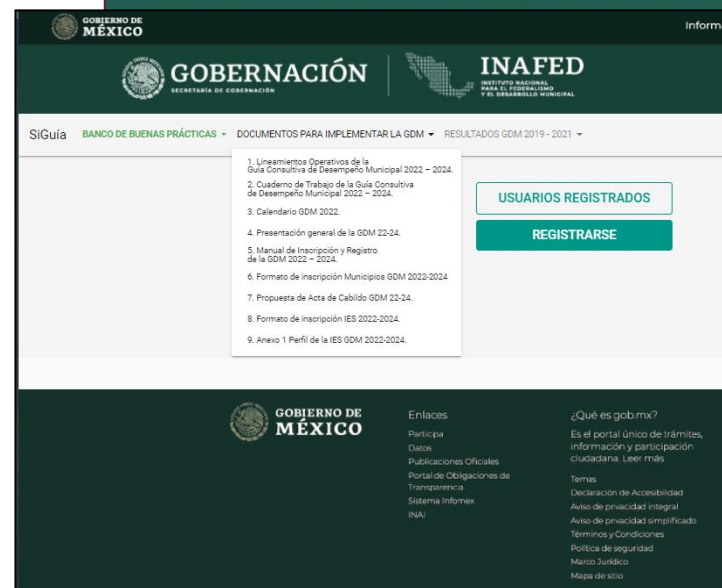 GOBIERNO DE
MÉXICO
Inform
GOBERNACIÓN
SECRETARÍA DE GOBERNACIÓN
INAFED
INSTITUTO NACIONAL
PARA EL FEDERALISMO
Y EL DESARROLLO MUNICIPAL
SiGuía BANCO DE BUENAS PRÁCTICAS DOCUMENTOS PARA IMPLEMENTAR LA GDM RESULTADOS GDM 2019 - 2021
1. Lineamientos Operativos de la
Guía Consultiva de Desempeño Municipal 2022 – 2024.
2. Cuaderno de Trabajo de la Guía Consultiva
de Desempeño Municipal 2022 – 2024.
3. Calendario GDM 2022.
4. Presentación general de la GDM 22-24.
5. Manual de Inscripción y Registro
de la GDM 2022 – 2024.
6. Formato de inscripción Municipios GDM 2022-2024
7. Propuesta de Acta de Cabildo GDM 22-24.
8. Formato de inscripción IES 2022-2024.
9. Anexo 1 Perfil de la IES GDM 2022-2024.
USUARIOS REGISTRADOS
REGISTRARSE
GOBIERNO DE
MÉXICO
Enlaces
Participa
Datos
Publicaciones Oficiales
Portal de Obligaciones de
Transparencia
Sistema Infomex
INAI
¿Qué es gob.mx?
Es el portal único de trámites,
información y participación
ciudadana. Leer más
Temas
Declaración de Accesibilidad
Aviso de privacidad integral
Aviso de privacidad simplificado
Términos y Condiciones
Política de seguridad
Marco Jurídico
Mapa de sitio